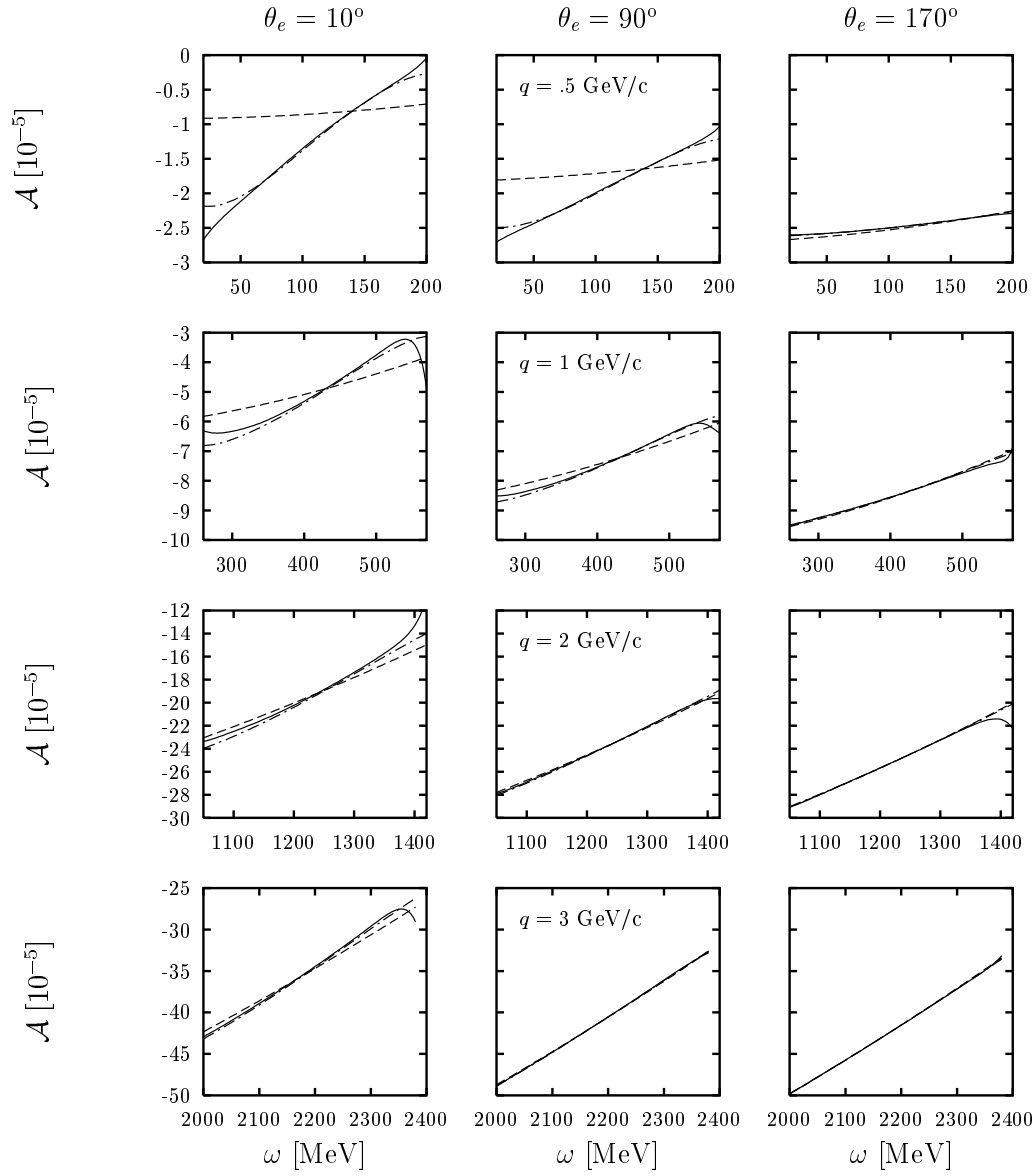 θe = 10° θe = 90° θe = 170°
𝒜 [10⁻⁵]
0
-0.5
-1
-1.5
-2
-2.5
-3
50 100 150 200
q = .5 GeV/c
50 100 150 200
50 100 150 200
𝒜 [10⁻⁵]
-3
-4
-5
-6
-7
-8
-9
-10
300 400 500
q = 1 GeV/c
300 400 500
300 400 500
𝒜 [10⁻⁵]
-12
-14
-16
-18
-20
-22
-24
-26
-28
-30
1100 1200 1300 1400
q = 2 GeV/c
1100 1200 1300 1400
1100 1200 1300 1400
𝒜 [10⁻⁵]
-25
-30
-35
-40
-45
-50
2000 2100 2200 2300 2400
q = 3 GeV/c
2000 2100 2200 2300 2400
2000 2100 2200 2300 2400
ω [MeV] ω [MeV] ω [MeV]